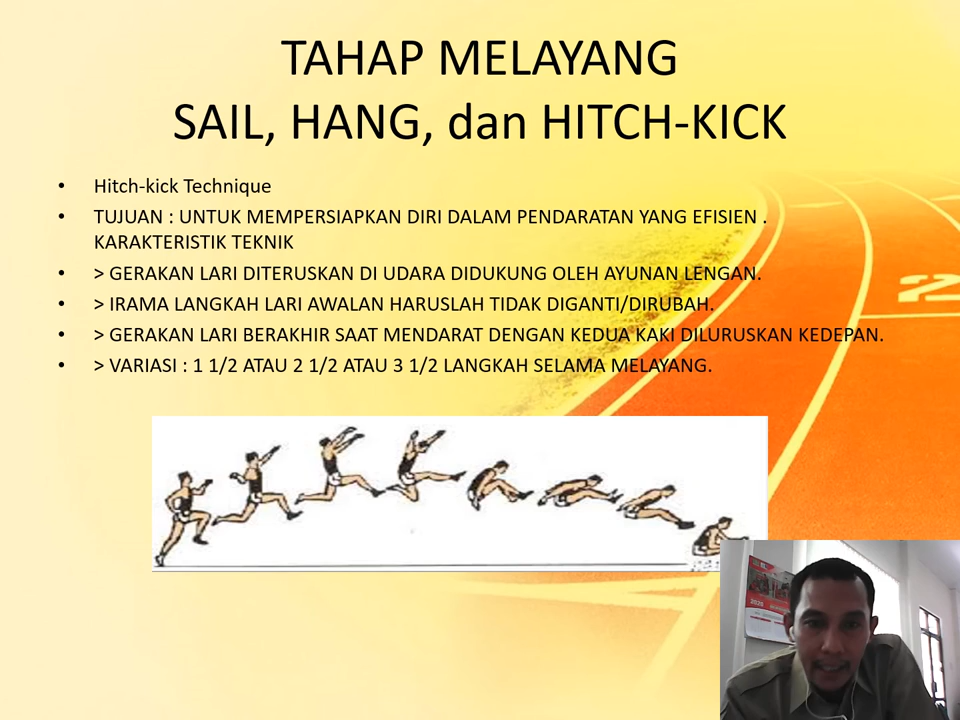 TAHAP MELAYANG
SAIL, HANG, dan HITCH-KICK
• Hitch-kick Technique
• TUJUAN : UNTUK MEMPERSIAPKAN DIRI DALAM PENDARATAN YANG EFISIEN .
KARAKTERISTIK TEKNIK
• > GERAKAN LARI DITERUSKAN DI UDARA DIDUKUNG OLEH AYUNAN LENGAN.
• > IRAMA LANGKAH LARI AWALAN HARUSLAH TIDAK DIGANTI/DIRUBAH.
• > GERAKAN LARI BERAKHIR SAAT MENDARAT DENGAN KEDUA KAKI DILURUSKAN KEDEPAN.
• > VARIASI : 1 1/2 ATAU 2 1/2 ATAU 3 1/2 LANGKAH SELAMA MELAYANG.
2
2020